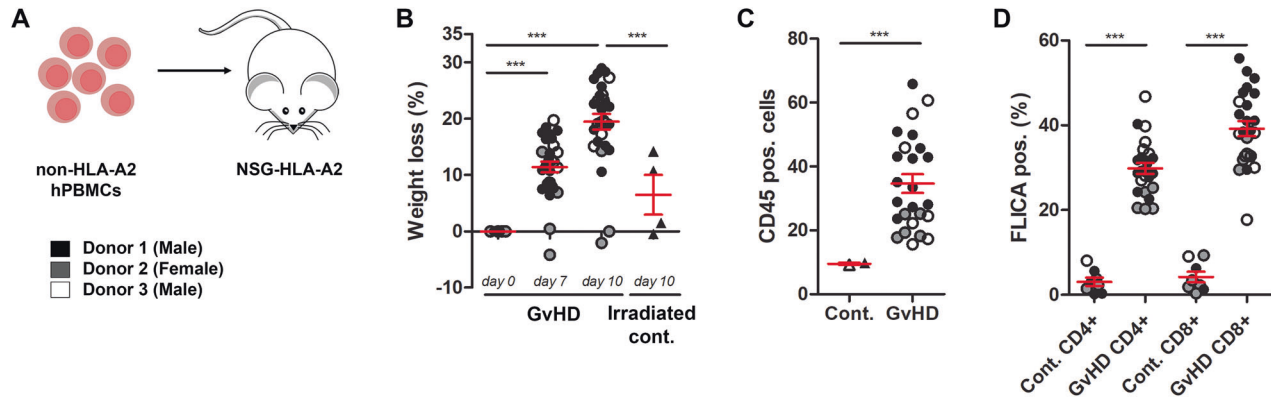 A
non-HLA-A2
hPBMCs
NSG-HLA-A2
Donor 1 (Male)
Donor 2 (Female)
Donor 3 (Male)
B
Weight loss (%)
35
30
20
10
0
-10
***
***
***
day 0
day 7
day 10
day 10
GvHD
Irradiated
cont.
C
CD45 pos. cells
80
60
40
20
0
***
Cont.
GvHD
D
FLICA pos. (%)
60
40
20
0
***
***
Cont. CD4+
GvHD CD4+
Cont. CD8+
GvHD CD8+